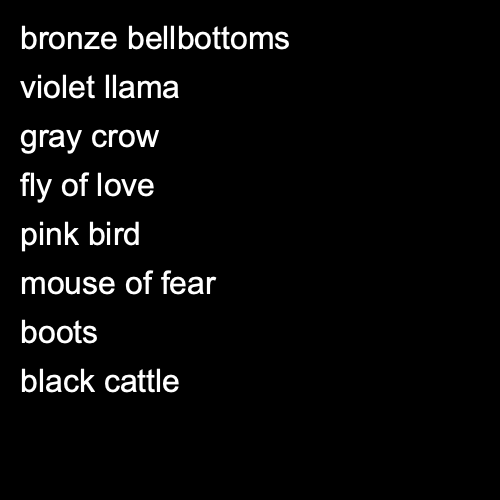 bronze bellbottoms
violet llama
gray crow
fly of love
pink bird
mouse of fear
boots
black cattle